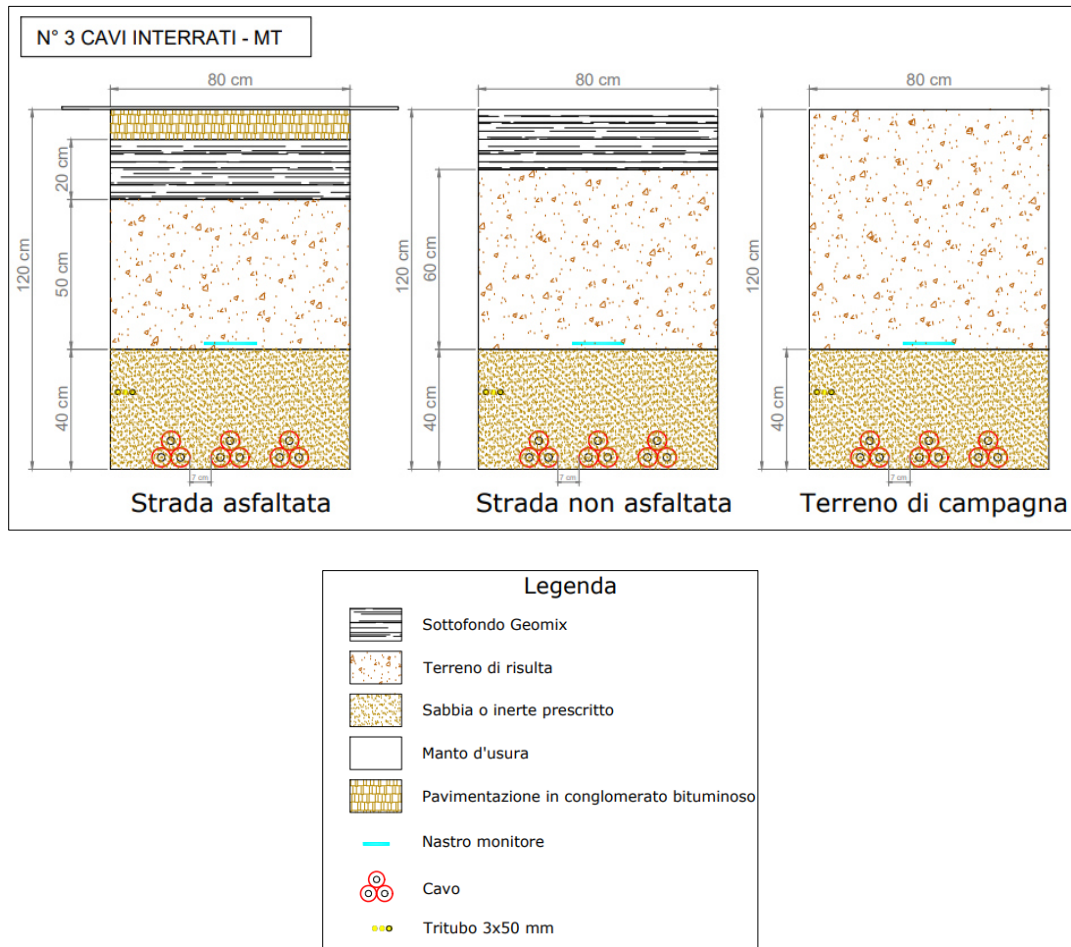 N° 3 CAVI INTERRATI - MT
80 cm
80 cm
80 cm
20 cm
50 cm
120 cm
40 cm
7 cm
120 cm
60 cm
40 cm
7 cm
120 cm
40 cm
7 cm
Strada asfaltata
Strada non asfaltata
Terreno di campagna
Legenda
Sottofondo Geomix
Terreno di risulta
Sabbia o inerte prescritto
Manto d'usura
Pavimentazione in conglomerato bituminoso
Nastro monitore
Cavo
Tritubo 3x50 mm